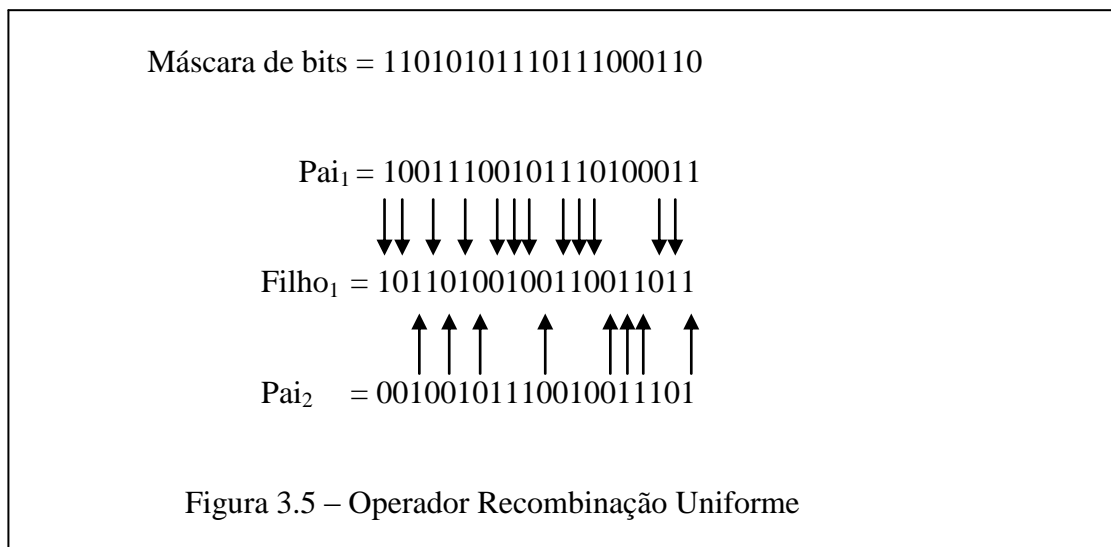 Máscara de bits = 11010101110111000110
Pai₁ = 10011100101110100011
Filho₁ = 10110100100110011011
Pai₂ = 00100101110010011101
Figura 3.5 – Operador Recombinação Uniforme